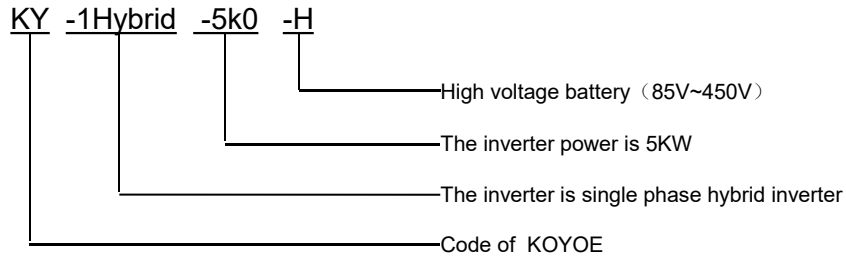 KY -1Hybrid -5k0 -H
High voltage battery（85V~450V）
The inverter power is 5KW
The inverter is single phase hybrid inverter
Code of KOYOE